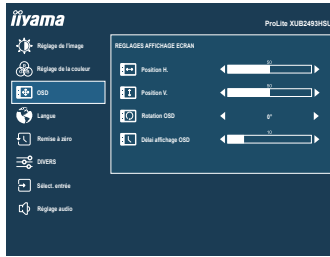 iiyama
ProLite XUB2493HSU
Réglage de l'image
Réglage de la couleur
OSD
Langue
Remise à zéro
DIVERS
Sélect. entrée
Réglage audio
REGLAGES AFFICHAGE ECRAN
Position H.
50
Position V.
50
Rotation OSD
0°
Délai affichage OSD
10